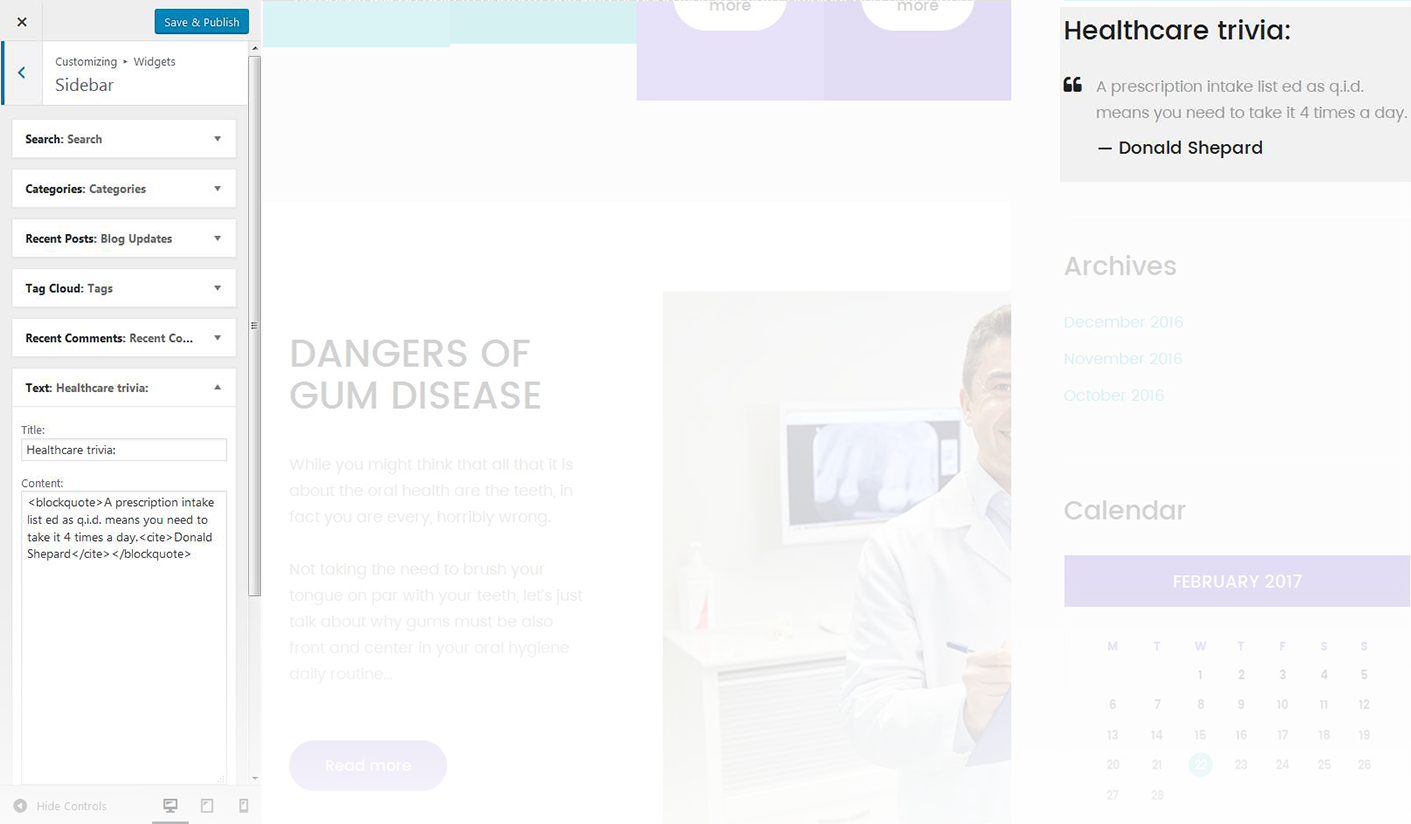 Save & Publish
Customizing ▸ Widgets
Sidebar
Search: Search
Categories: Categories
Recent Posts: Blog Updates
Tag Cloud: Tags
Recent Comments: Recent Co...
Text: Healthcare trivia:
Title:
Healthcare trivia:
Content:
<blockquote>A prescription intake
list ed as q.i.d. means you need to
take it 4 times a day.<cite>Donald
Shepard</cite></blockquote>
Hide Controls
more
more
DANGERS OF
GUM DISEASE
While you might think that all that it is
about the oral health are the teeth, in
fact you are every, horribly wrong.
Not taking the need to brush your
tongue on par with your teeth, let's just
talk about why gums must be also
front and center in your oral hygiene
daily routine...
Read more
Healthcare trivia:
A prescription intake list ed as q.i.d.
means you need to take it 4 times a day.
— Donald Shepard
Archives
December 2016
November 2016
October 2016
Calendar
FEBRUARY 2017
M T W T F S S
1 2 3 4 5
6 7 8 9 10 11 12
13 14 15 16 17 18 19
20 21 22 23 24 25 26
27 28